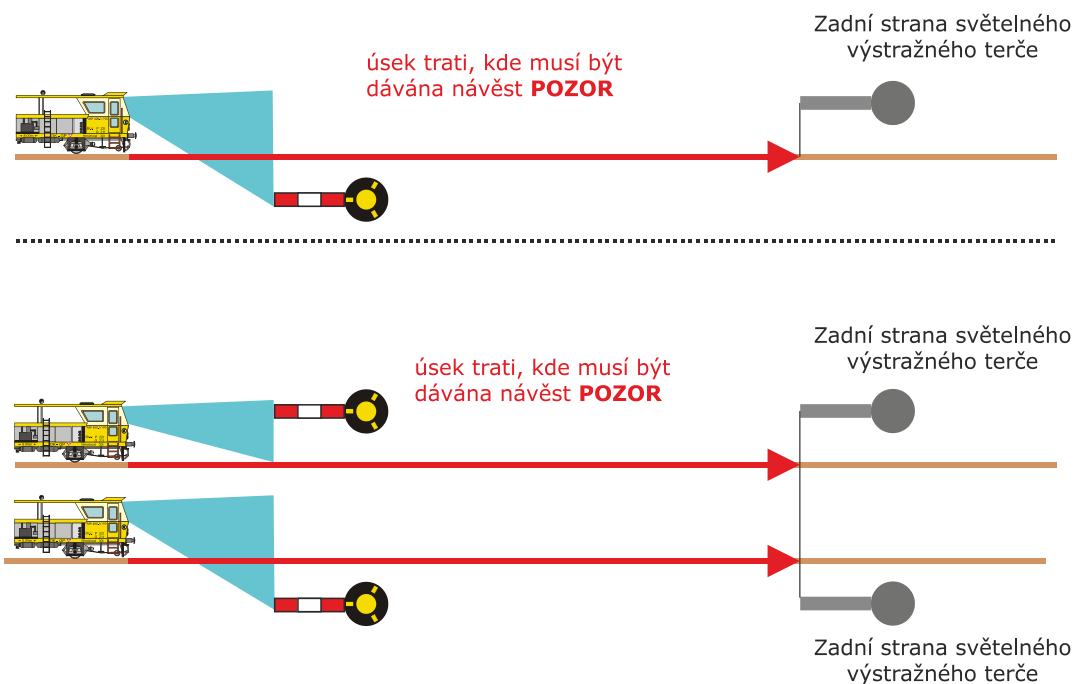 Zadní strana světelného
výstražného terče
úsek trati, kde musí být
dávána návěst POZOR
Zadní strana světelného
výstražného terče
úsek trati, kde musí být
dávána návěst POZOR
Zadní strana světelného
výstražného terče